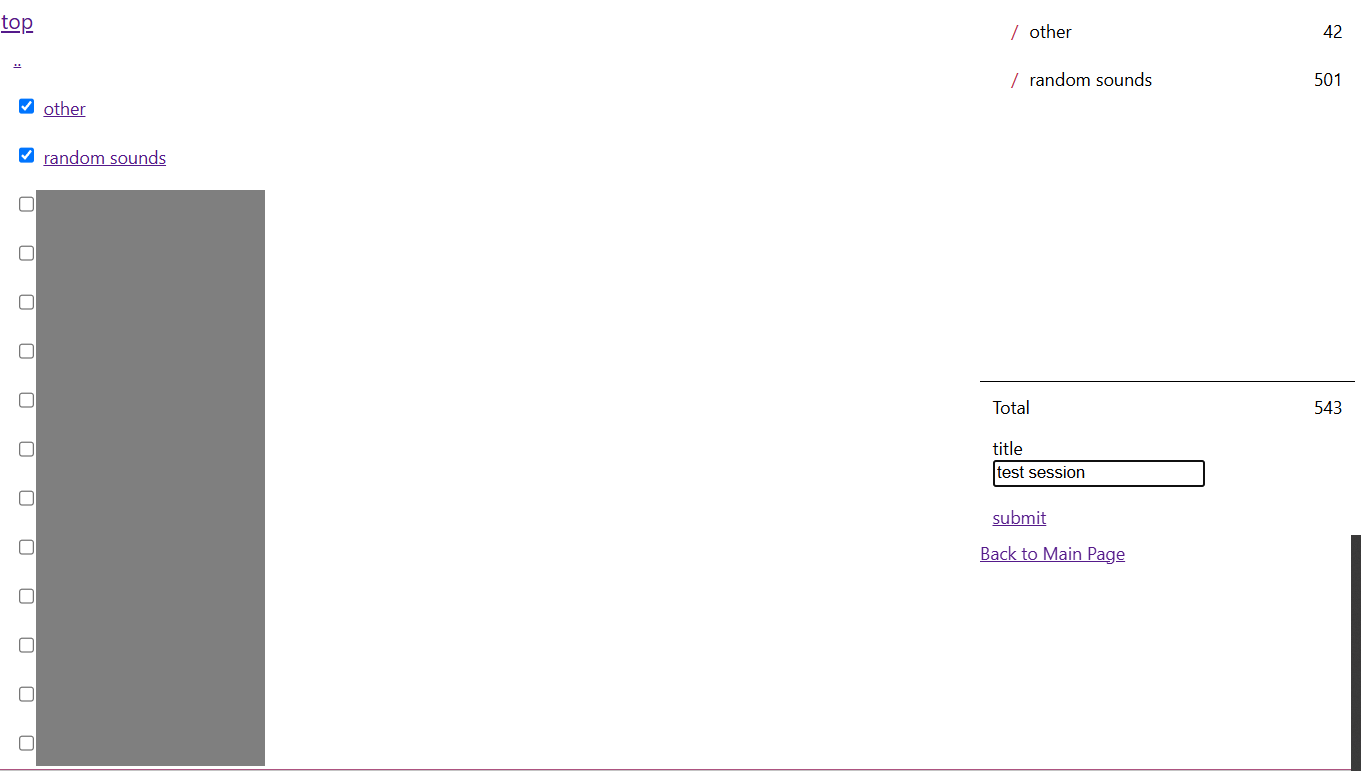 top
..
other
random sounds
/ other 42
/ random sounds 501
Total 543
title
test session
submit
Back to Main Page